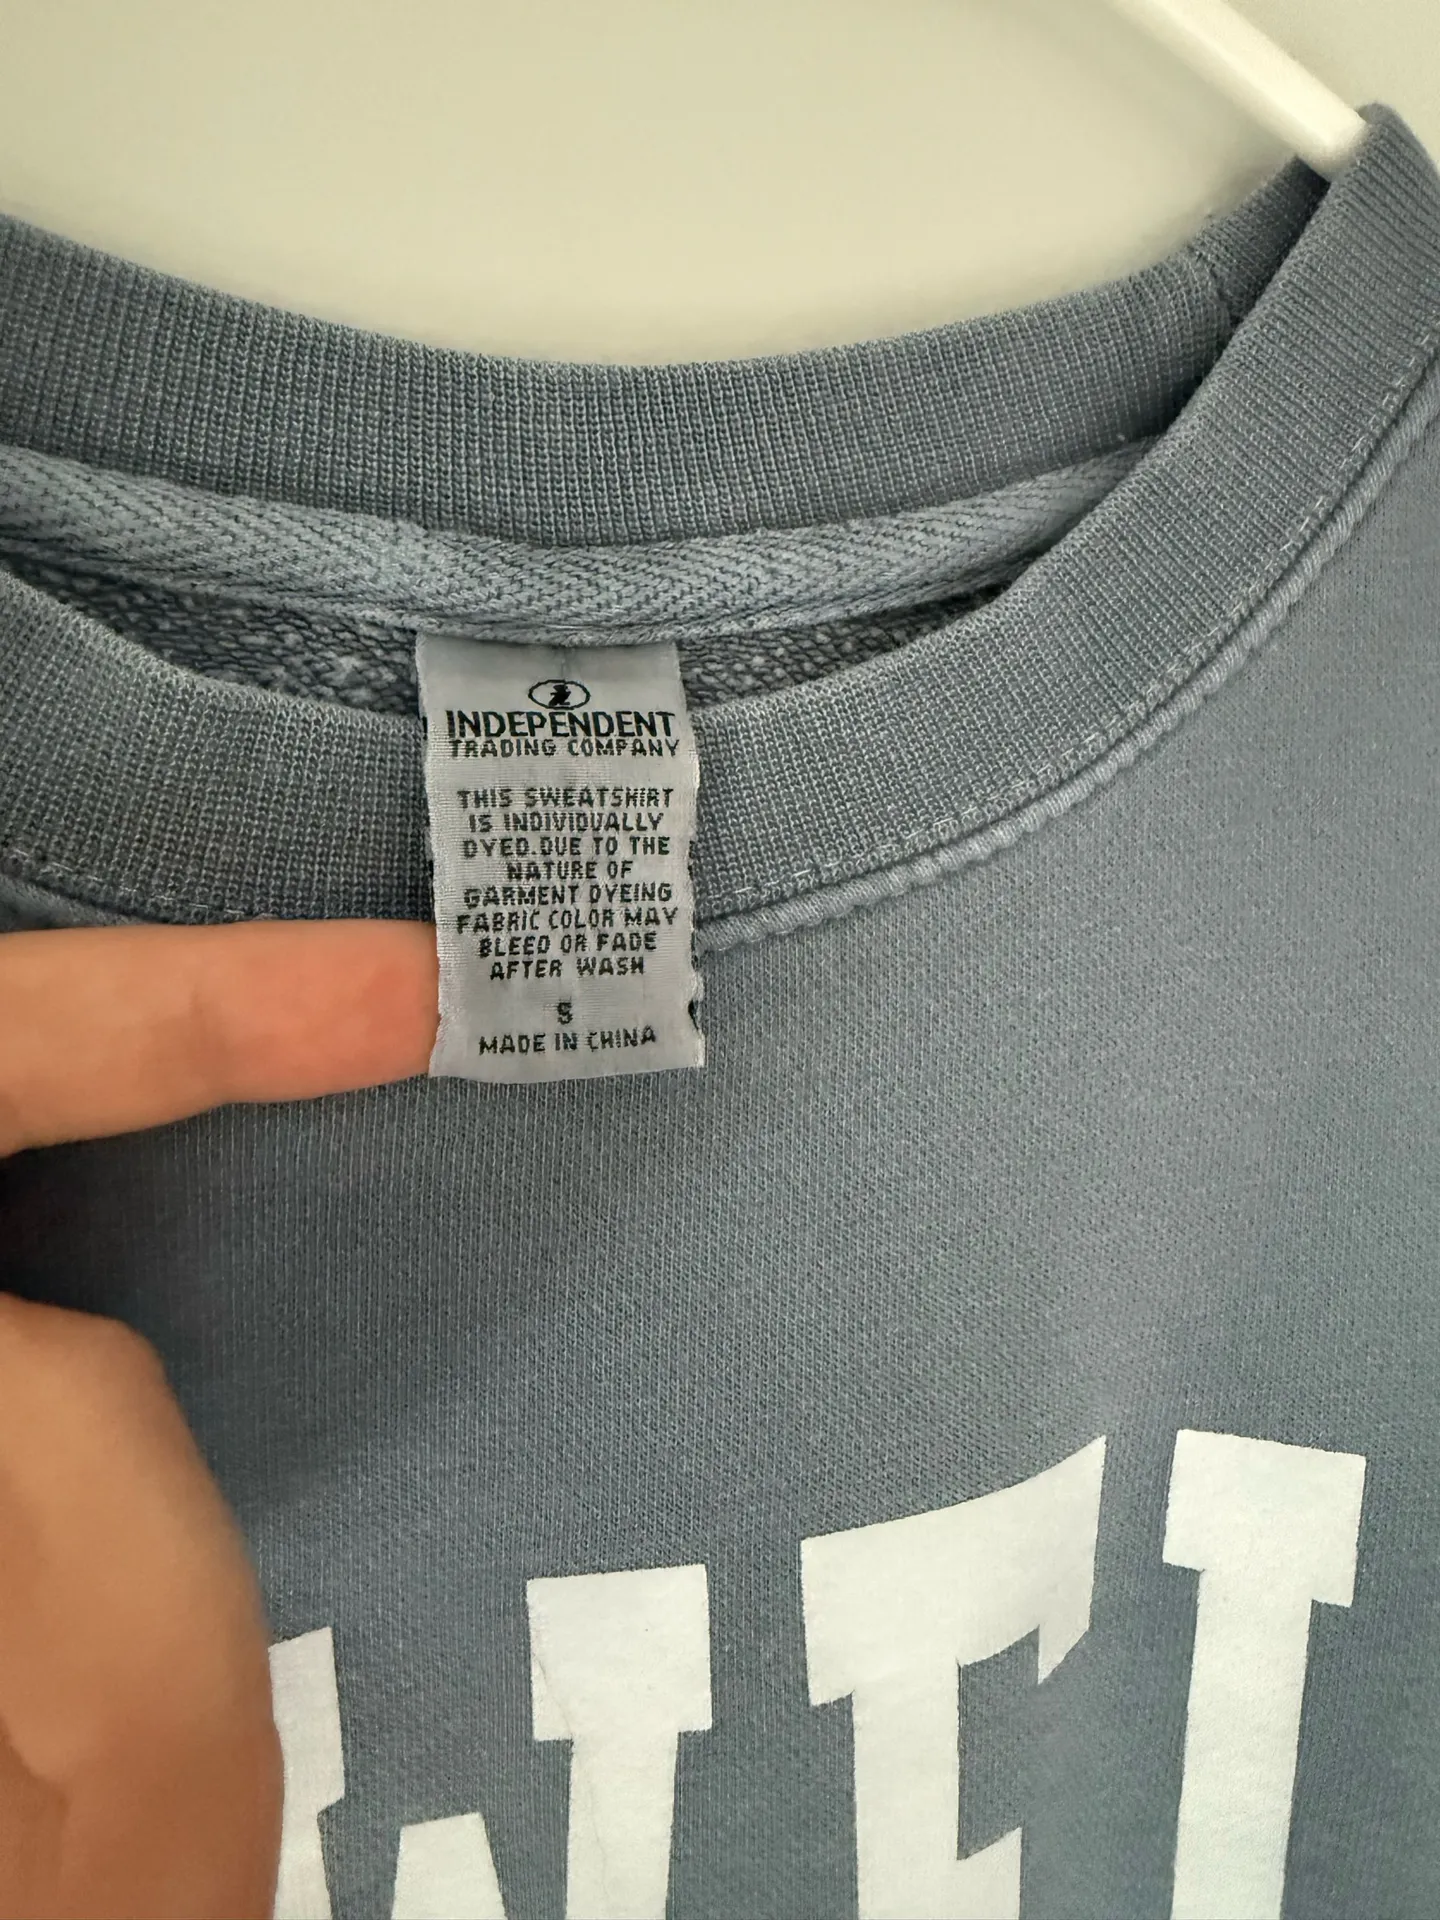 INDEPENDENT
TRADING COMPANY
THIS SWEATSHIRT
IS INDIVIDUALLY
DYED.DUE TO THE
NATURE OF
GARMENT DYEING
FABRIC COLOR MAY
BLEED OR FADE
AFTER WASH
S
MADE IN CHINA